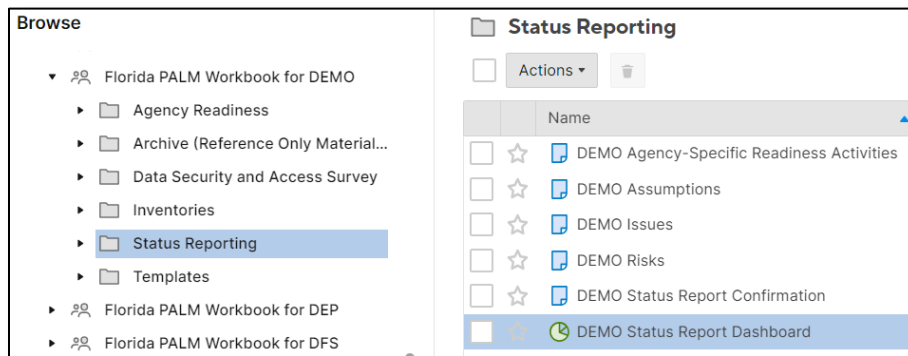 Browse
Florida PALM Workbook for DEMO
Agency Readiness
Archive (Reference Only Material...
Data Security and Access Survey
Inventories
Status Reporting
Templates
Florida PALM Workbook for DEP
Florida PALM Workbook for DFS
Status Reporting
Actions
Name
DEMO Agency-Specific Readiness Activities
DEMO Assumptions
DEMO Issues
DEMO Risks
DEMO Status Report Confirmation
DEMO Status Report Dashboard